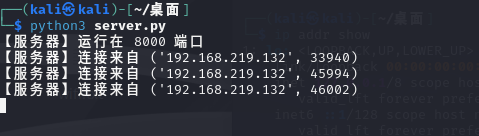 (kali㉿kali)-[~/桌面]
$ python3 server.py
【服务器】运行在 8000 端口
【服务器】连接来自 ('192.168.219.132', 33940)
【服务器】连接来自 ('192.168.219.132', 45994)
【服务器】连接来自 ('192.168.219.132', 46002)